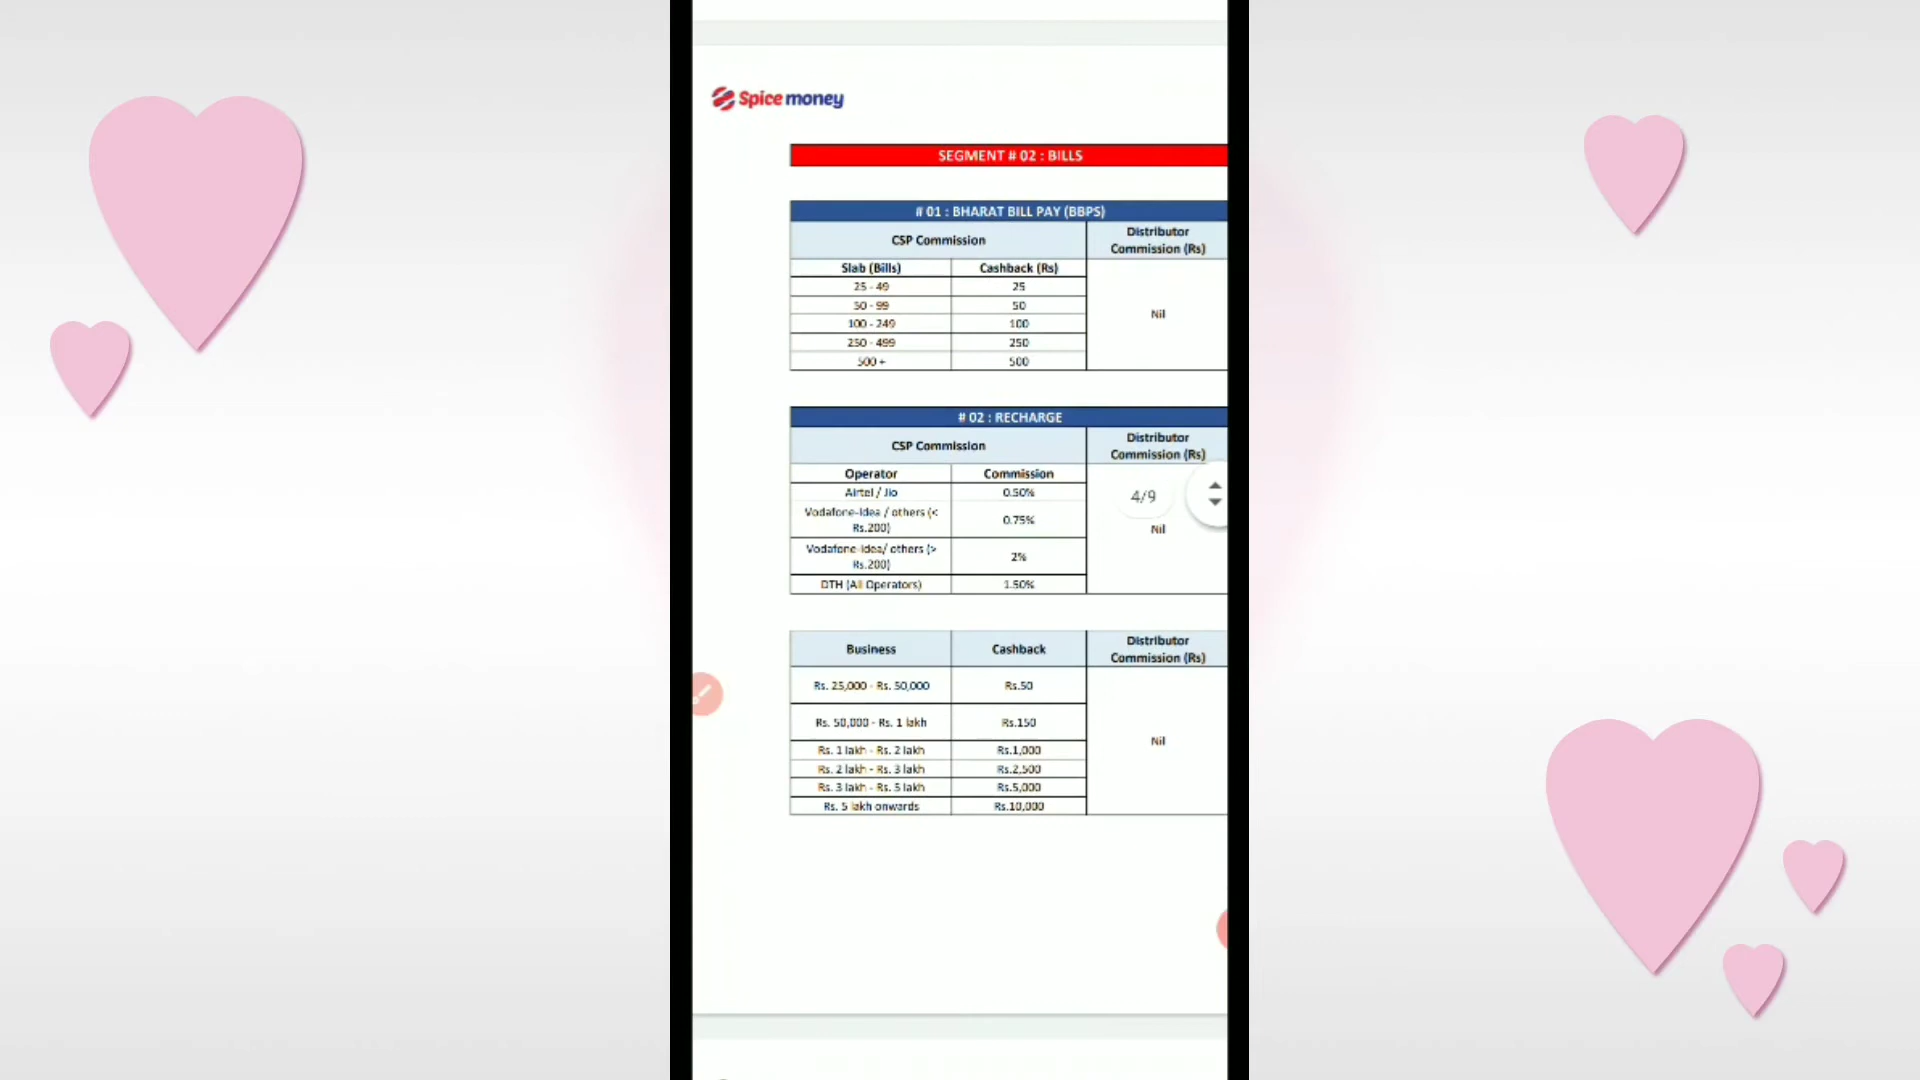 Spice money
SEGMENT # 02 : BILLS
# 01 : BHARAT BILL PAY (BBPS)
CSP Commission
Distributor
Commission (Rs)
Slab (Bills) Cashback (Rs)
25 - 49 25
50 - 99 50
100 - 249 100
250 - 499 250
500 + 500
Nil
# 02 : RECHARGE
CSP Commission
Distributor
Commission (Rs)
Operator Commission
Airtel / Jio 0.50%
Vodafone-Idea / others (<
Rs.200) 0.75%
Vodafone-Idea/ others (>
Rs.200) 2%
DTH (All Operators) 1.50%
4/9
Nil
Business Cashback
Distributor
Commission (Rs)
Rs. 25,000 - Rs. 50,000 Rs.50
Rs. 50,000 - Rs. 1 lakh Rs.150
Rs. 1 lakh - Rs. 2 lakh Rs.1,000
Rs. 2 lakh - Rs. 3 lakh Rs.2,500
Rs. 3 lakh - Rs. 5 lakh Rs.5,000
Rs. 5 lakh onwards Rs.10,000
Nil